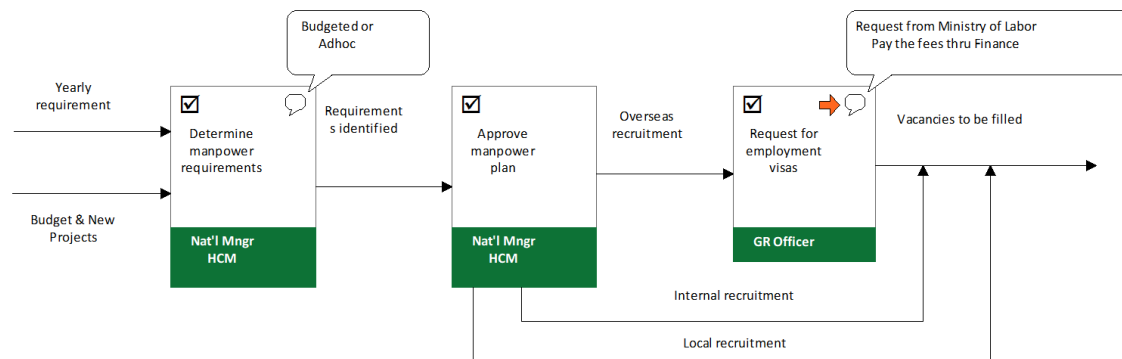 Budgeted or
Adhoc
Request from Ministry of Labor
Pay the fees thru Finance
Yearly
requirement
Determine
manpower
requirements
Requirement
s identified
Approve
manpower
plan
Overseas
recruitment
Request for
employment
visas
Vacancies to be filled
Budget & New
Projects
Nat'l Mngr
HCM
Nat'l Mngr
HCM
GR Officer
Internal recruitment
Local recruitment